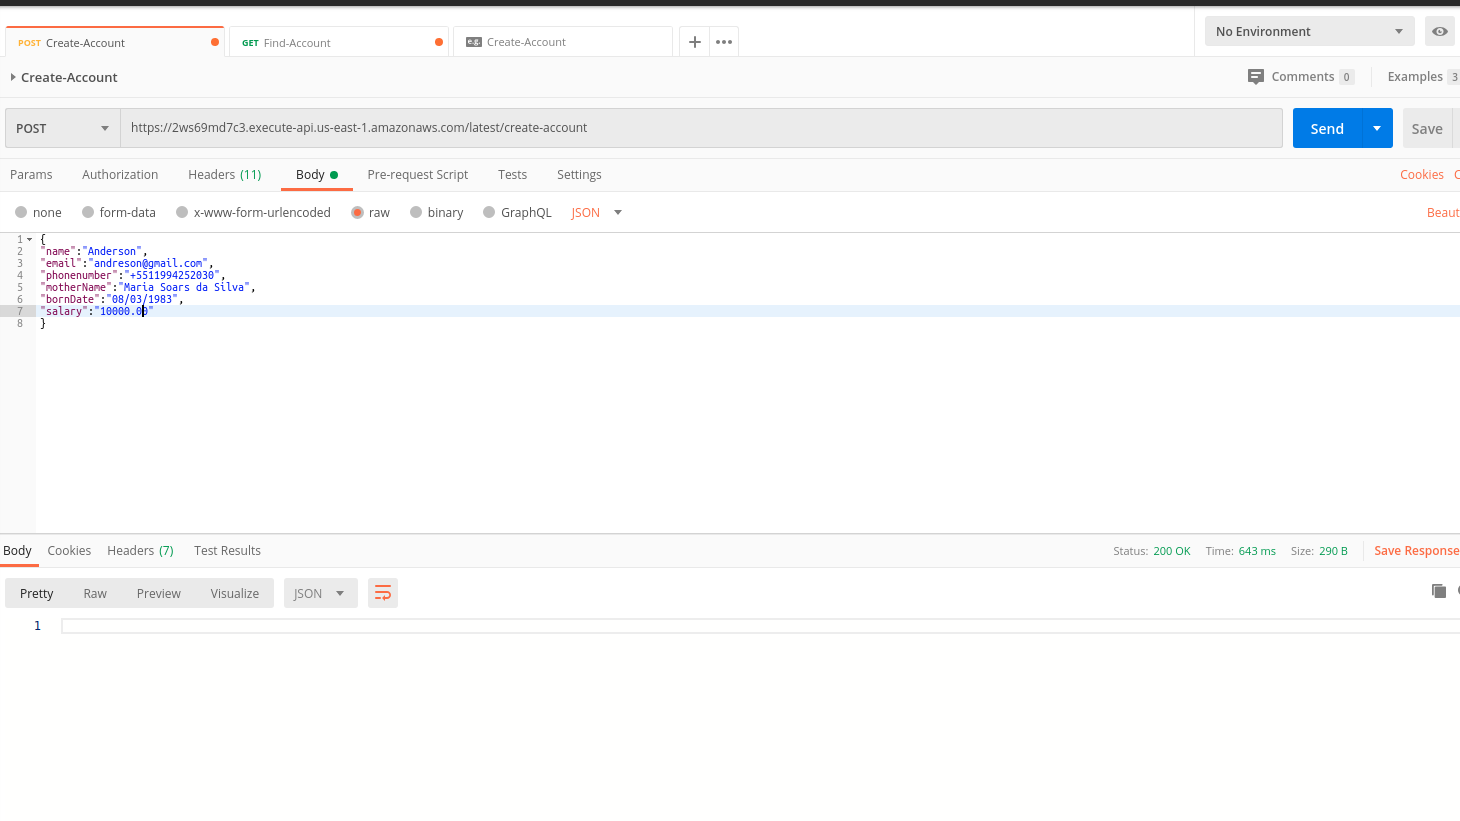 POST Create-Account
GET Find-Account
e.g. Create-Account
No Environment
Create-Account
Comments 0
Examples 3
POST
https://2ws69md7c3.execute-api.us-east-1.amazonaws.com/latest/create-account
Send
Save
Params Authorization Headers (11) Body Pre-request Script Tests Settings Cookies
none form-data x-www-form-urlencoded raw binary GraphQL JSON Beaut
1 {
2 "name":"Anderson",
3 "email":"andreson@gmail.com",
4 "phonenumber":"+5511994252030",
5 "motherName":"Maria Soars da Silva",
6 "bornDate":"08/03/1983",
7 "salary":"10000.00"
8 }
Body Cookies Headers (7) Test Results Status: 200 OK Time: 643 ms Size: 290 B Save Response
Pretty Raw Preview Visualize JSON
1